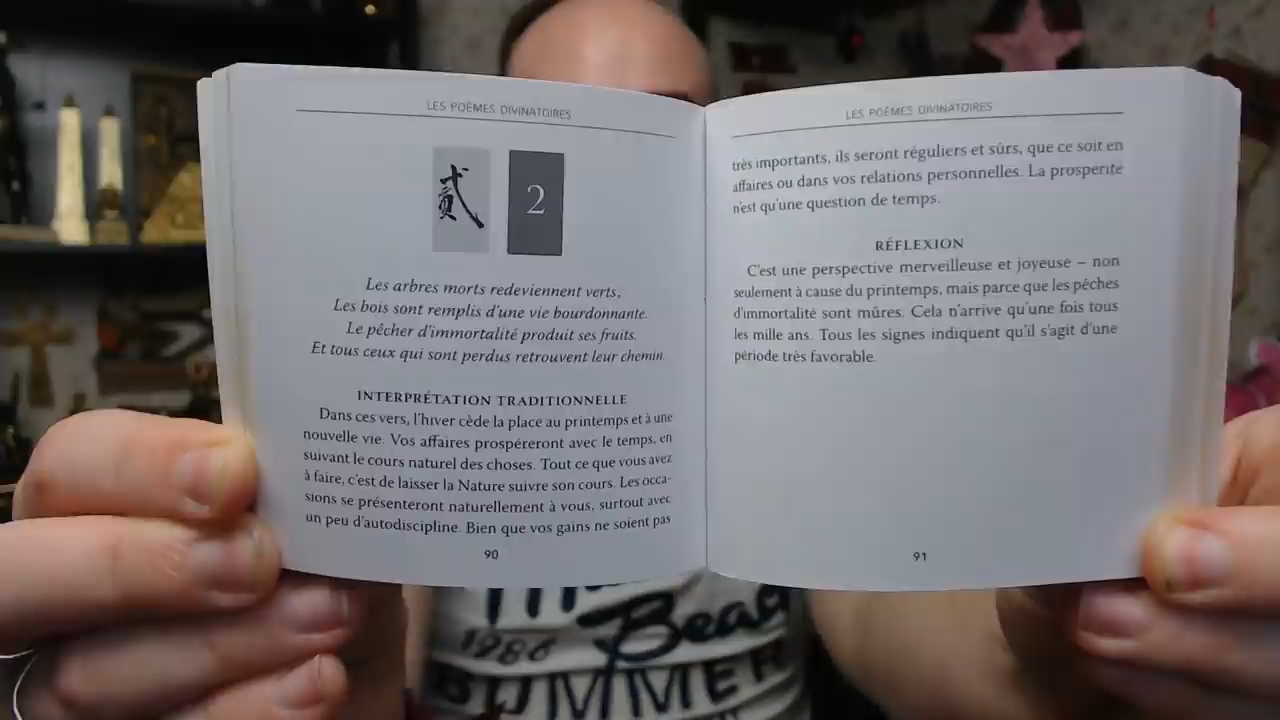 LES POÈMES DIVINATOIRES
貳
2
Les arbres morts redeviennent verts,
Les bois sont remplis d'une vie bourdonnante.
Le pêcher d'immortalité produit ses fruits.
Et tous ceux qui sont perdus retrouvent leur chemin.
INTERPRÉTATION TRADITIONNELLE
Dans ces vers, l'hiver cède la place au printemps et à une
nouvelle vie. Vos affaires prospéreront avec le temps, en
suivant le cours naturel des choses. Tout ce que vous avez
à faire, c'est de laisser la Nature suivre son cours. Les occa-
sions se présenteront naturellement à vous, surtout avec
un peu d'autodiscipline. Bien que vos gains ne soient pas
90
LES POÈMES DIVINATOIRES
très importants, ils seront réguliers et sûrs, que ce soit en
affaires ou dans vos relations personnelles. La prospérité
n'est qu'une question de temps.
RÉFLEXION
C'est une perspective merveilleuse et joyeuse – non
seulement à cause du printemps, mais parce que les pêches
d'immortalité sont mûres. Cela n'arrive qu'une fois tous
les mille ans. Tous les signes indiquent qu'il s'agit d'une
période très favorable.
91
1986